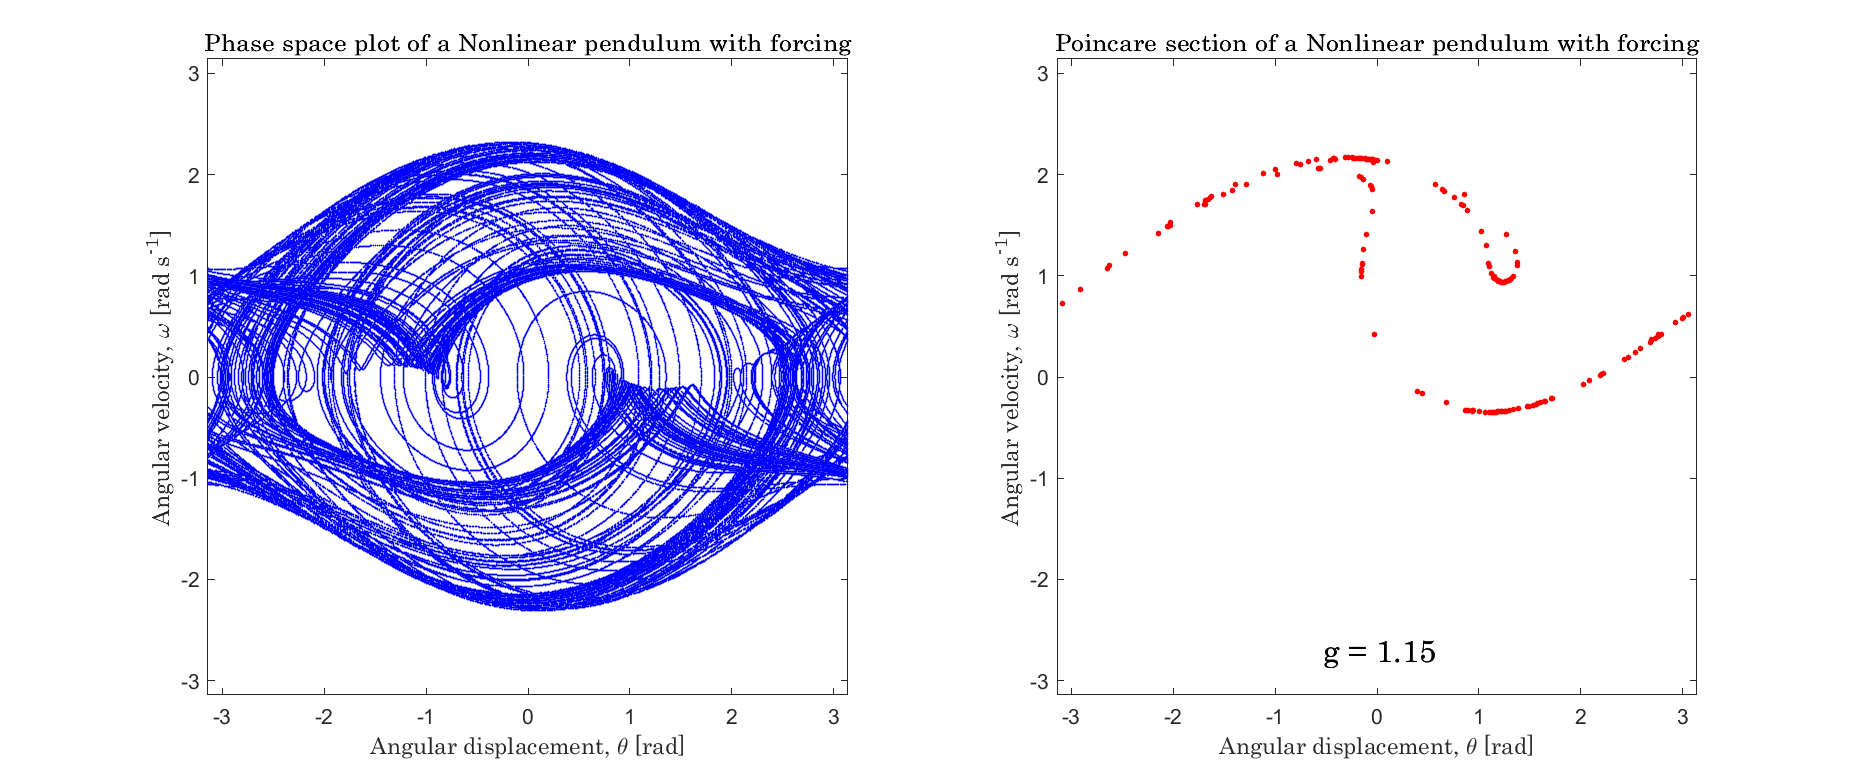 Phase space plot of a Nonlinear pendulum with forcing
3
2
1
0
-1
-2
-3
Angular velocity, ω [rad s⁻¹]
-3 -2 -1 0 1 2 3
Angular displacement, θ [rad]
Poincare section of a Nonlinear pendulum with forcing
3
2
1
0
-1
-2
-3
Angular velocity, ω [rad s⁻¹]
g = 1.15
-3 -2 -1 0 1 2 3
Angular displacement, θ [rad]